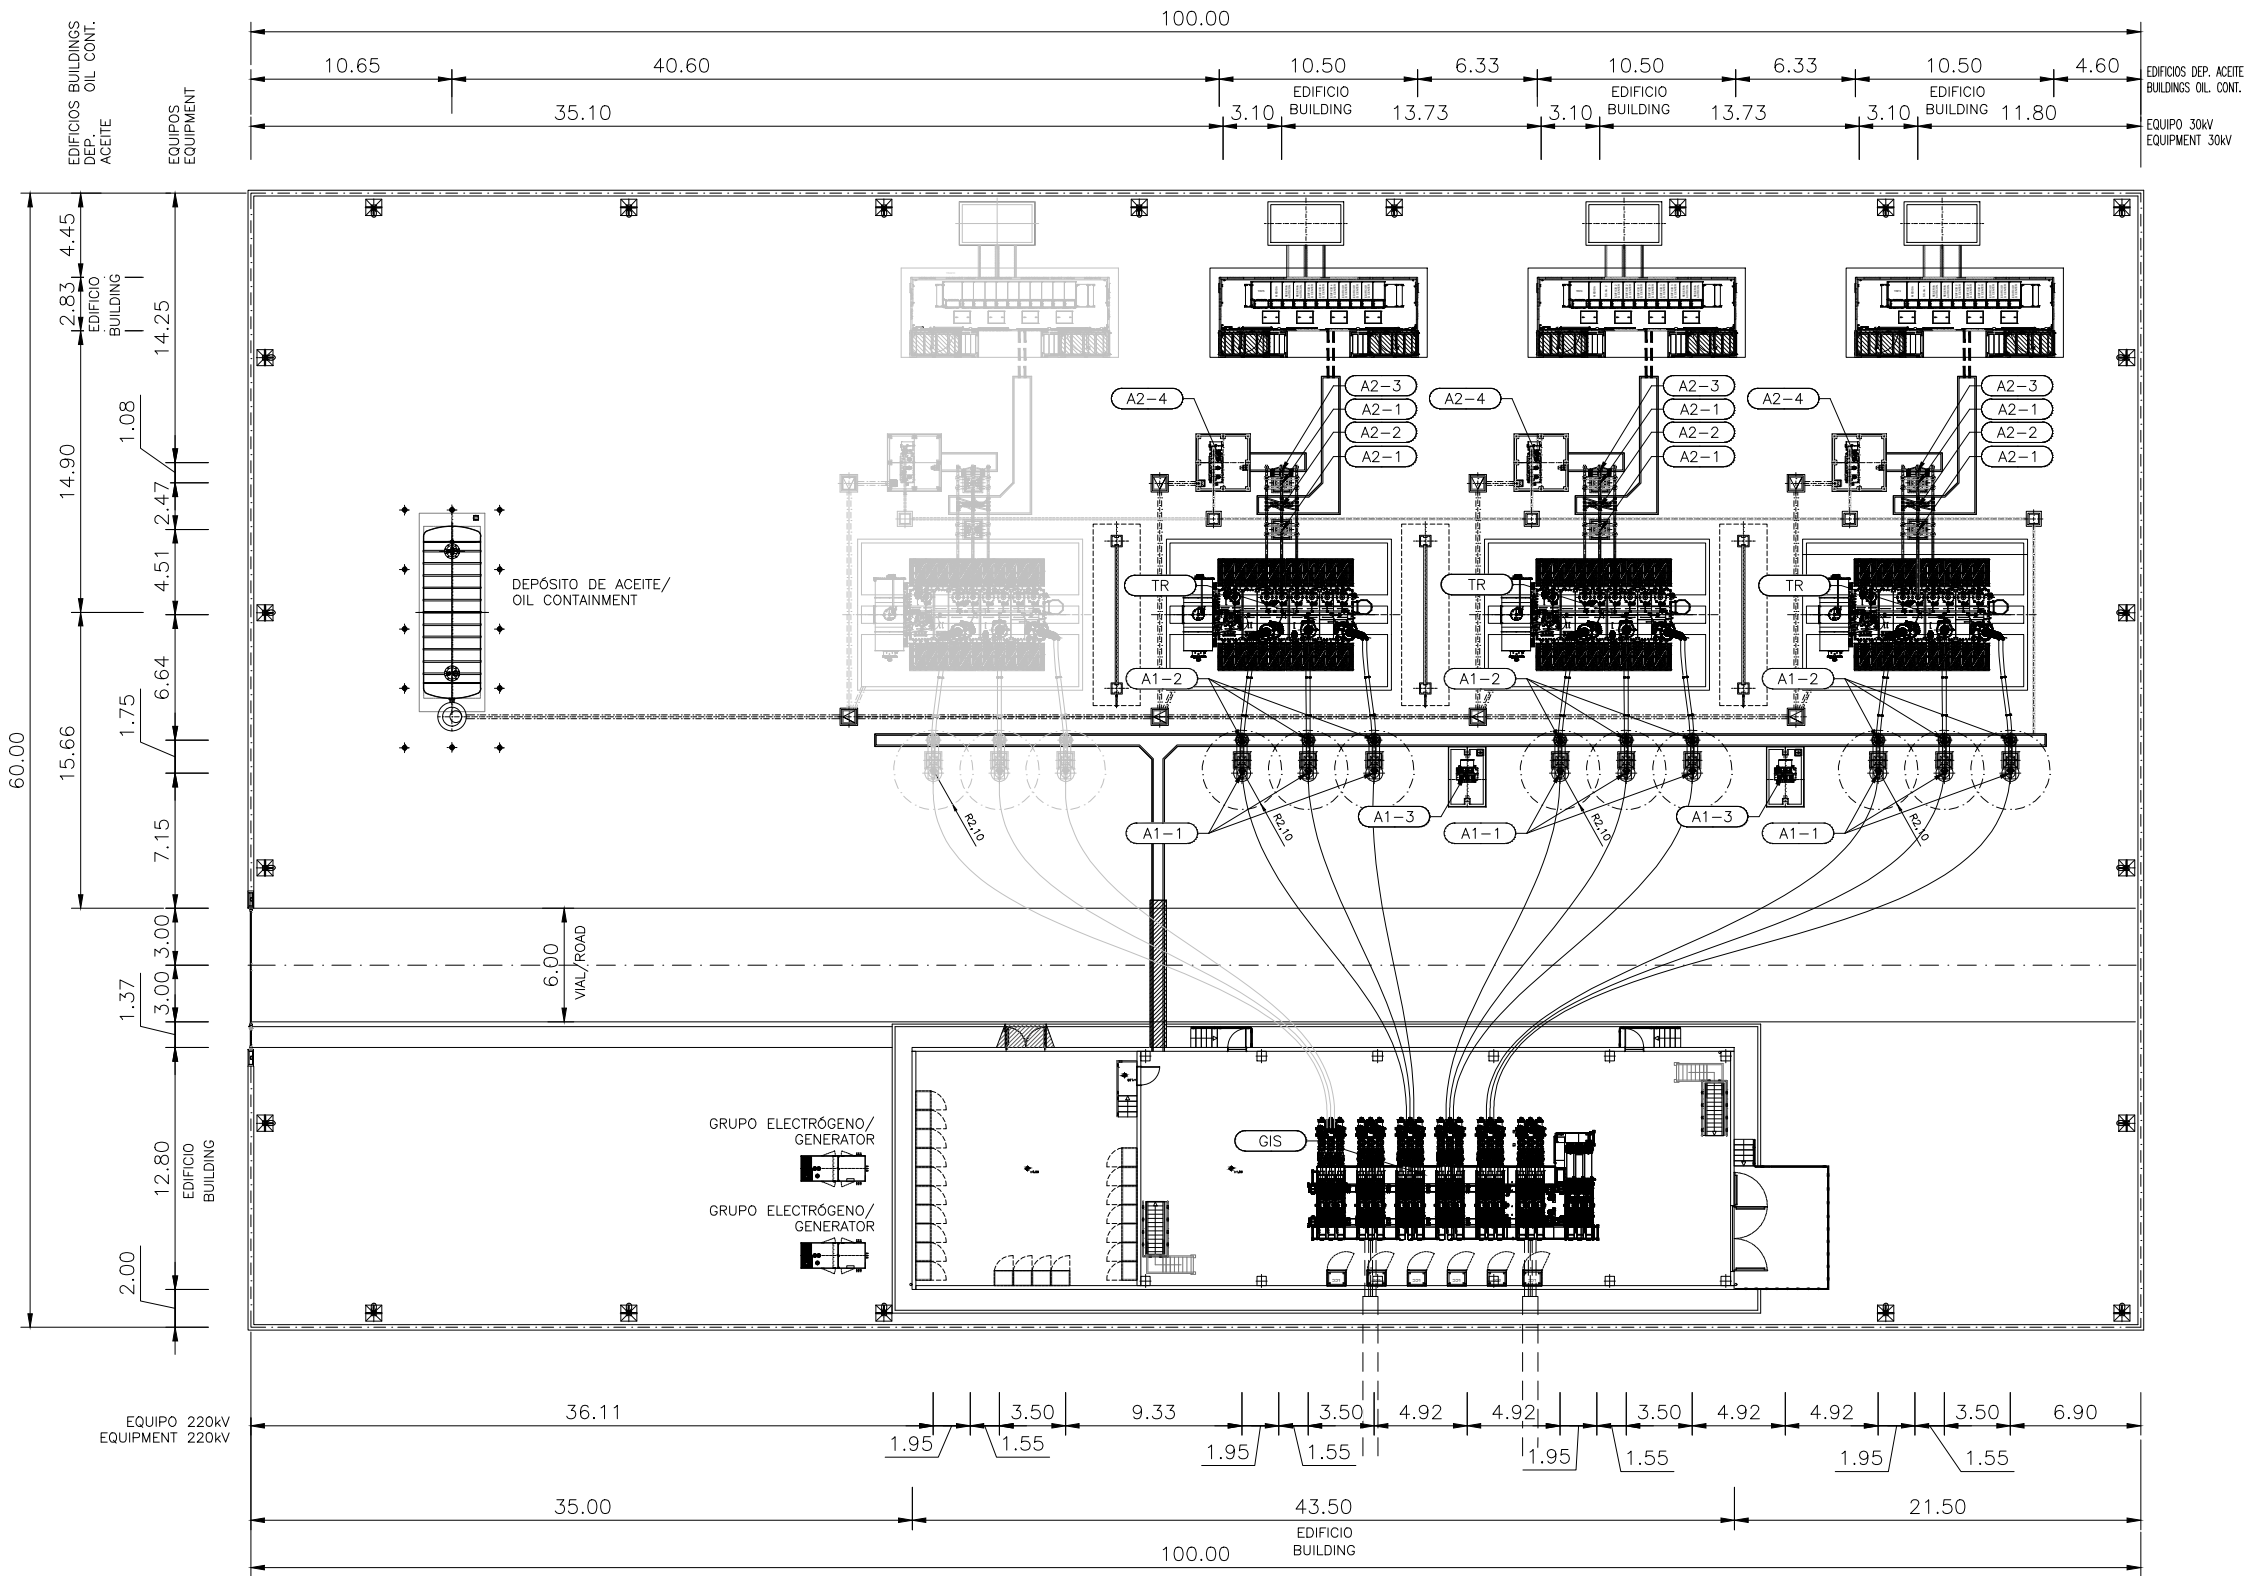 100.00
10.65
40.60
10.50
6.33
10.50
6.33
10.50
4.60
EDIFICIOS DEP. ACEITE
BUILDINGS OIL. CONT.
EDIFICIO
BUILDING
EDIFICIO
BUILDING
EDIFICIO
BUILDING
35.10
3.10
13.73
3.10
13.73
3.10
11.80
EQUIPO 30kV
EQUIPMENT 30kV
EDIFICIOS BUILDINGS
DEP. OIL CONT.
ACEITE
EQUIPOS
EQUIPMENT
60.00
4.45
2.83
EDIFICIO
BUILDING
14.90
15.66
14.25
1.08
2.47
4.51
6.64
1.75
7.15
3.00
3.00
1.37
12.80
EDIFICIO
BUILDING
2.00
A2-4
A2-3
A2-1
A2-2
A2-1
A2-4
A2-3
A2-1
A2-2
A2-1
A2-4
A2-3
A2-1
A2-2
A2-1
DEPÓSITO DE ACEITE/
OIL CONTAINMENT
TR
TR
TR
A1-2
A1-2
A1-2
R2.10
A1-1
R2.10
A1-3
A1-1
R2.10
A1-3
A1-1
R2.10
6.00
VIAL/ROAD
GRUPO ELECTRÓGENO/
GENERATOR
GRUPO ELECTRÓGENO/
GENERATOR
GIS
EQUIPO 220kV
EQUIPMENT 220kV
36.11
1.95
1.55
3.50
9.33
1.95
1.55
3.50
4.92
4.92
1.95
1.55
3.50
4.92
4.92
1.95
1.55
3.50
6.90
35.00
43.50
21.50
EDIFICIO
BUILDING
100.00